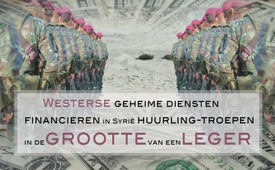 WESTERSE GEHEIME DIENSTEN
FINANCIEREN IN SYRIË HUURLING-TROEPEN
IN DE GROOTTE VAN EEN LEGER